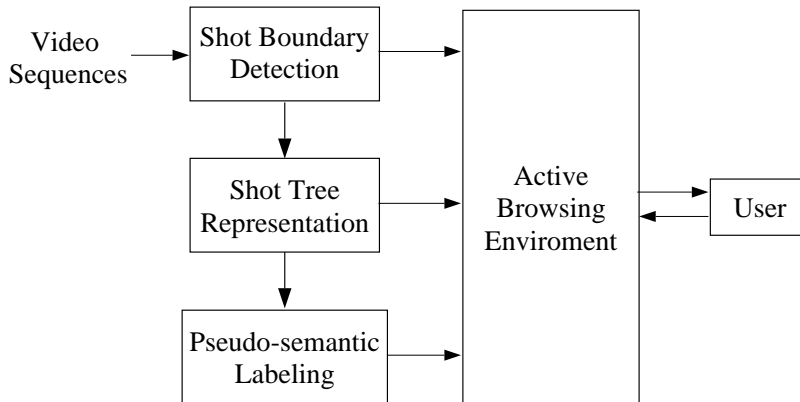 Video
Sequences
Shot Boundary
Detection
Shot Tree
Representation
Pseudo-semantic
Labeling
Active
Browsing
Enviroment
User